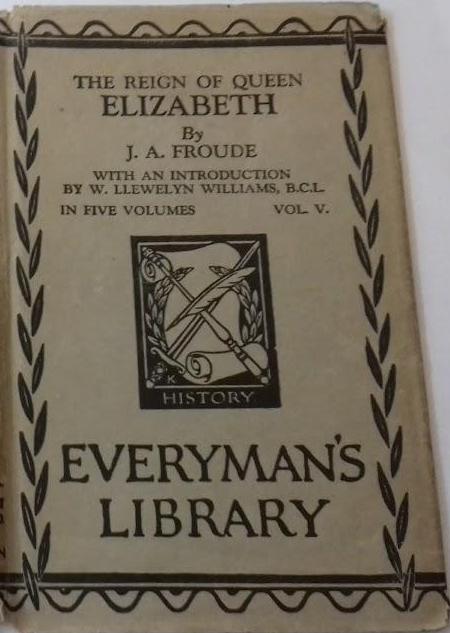 THE REIGN OF QUEEN
ELIZABETH
By
J. A. FROUDE
WITH AN INTRODUCTION
BY W. LLEWELYN WILLIAMS, B.C.L.
IN FIVE VOLUMES VOL. V.
K
HISTORY
EVERYMAN'S
LIBRARY